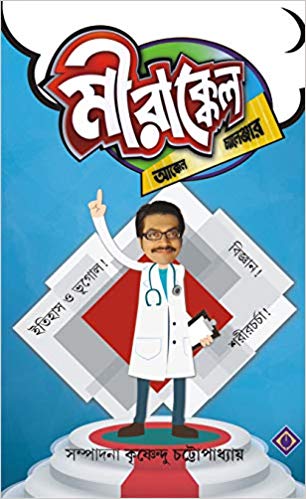 মীরাক্কেল
আক্কেল
চ্যালেঞ্জার
ইতিহাস ও ভূগোল!
বিজ্ঞান!
শরীরচর্চা!
সম্পাদনা কৃষ্ণেন্দু চট্টোপাধ্যায়